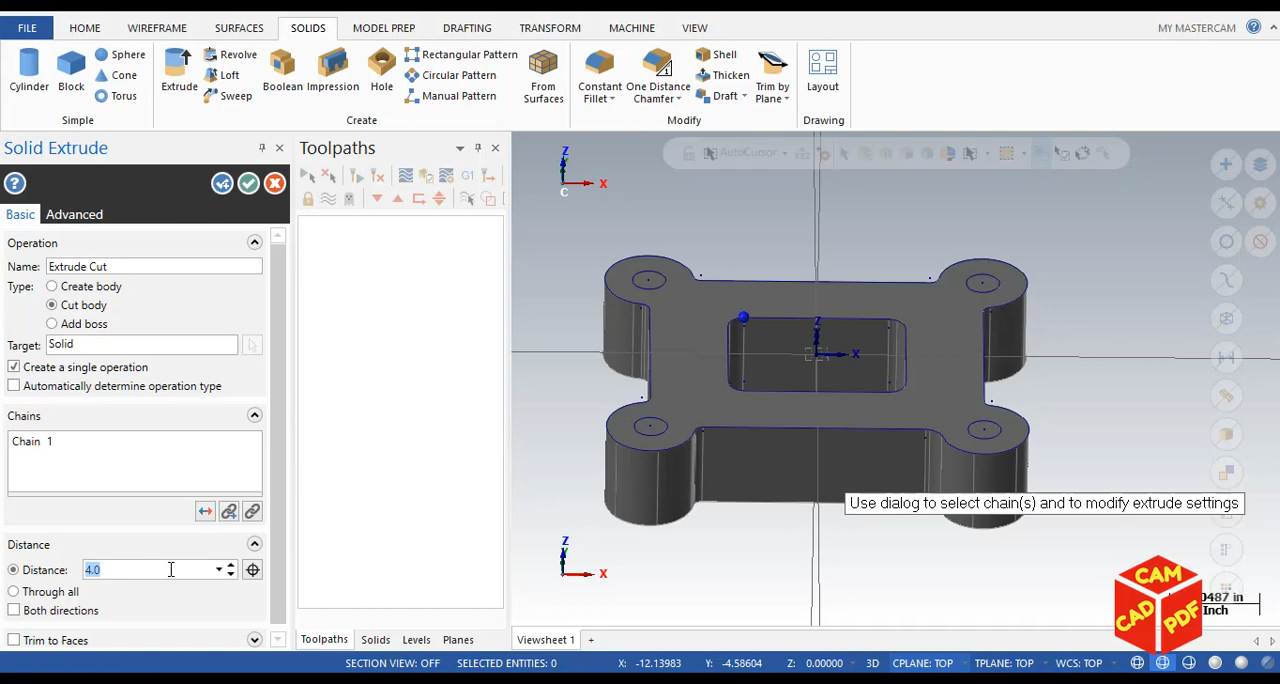 FILE HOME WIREFRAME SURFACES SOLIDS MODEL PREP DRAFTING TRANSFORM MACHINE VIEW MY MASTERCAM
Cylinder Block Sphere Cone Torus
Simple
Extrude Revolve Loft Sweep Boolean Impression Hole Rectangular Pattern Circular Pattern Manual Pattern From Surfaces
Create
Constant Fillet One Distance Chamfer Shell Thicken Draft Trim by Plane
Modify
Layout
Drawing
Solid Extrude
Toolpaths
AutoCursor
G1
Basic Advanced
Operation
Name: Extrude Cut
Type: Create body
Cut body
Add boss
Target: Solid
Create a single operation
Automatically determine operation type
Chains
Chain 1
Distance
Distance: 4.0
Through all
Both directions
Trim to Faces
Z
X
C
Z
Y
X
Use dialog to select chain(s) and to modify extrude settings
Z
X
CAM
CAD
PDF
0487 in
Inch
Toolpaths Solids Levels Planes
Viewsheet 1
SECTION VIEW: OFF SELECTED ENTITIES: 0 X: -12.13983 Y: -4.58604 Z: 0.00000 3D CPLANE: TOP TPLANE: TOP WCS: TOP